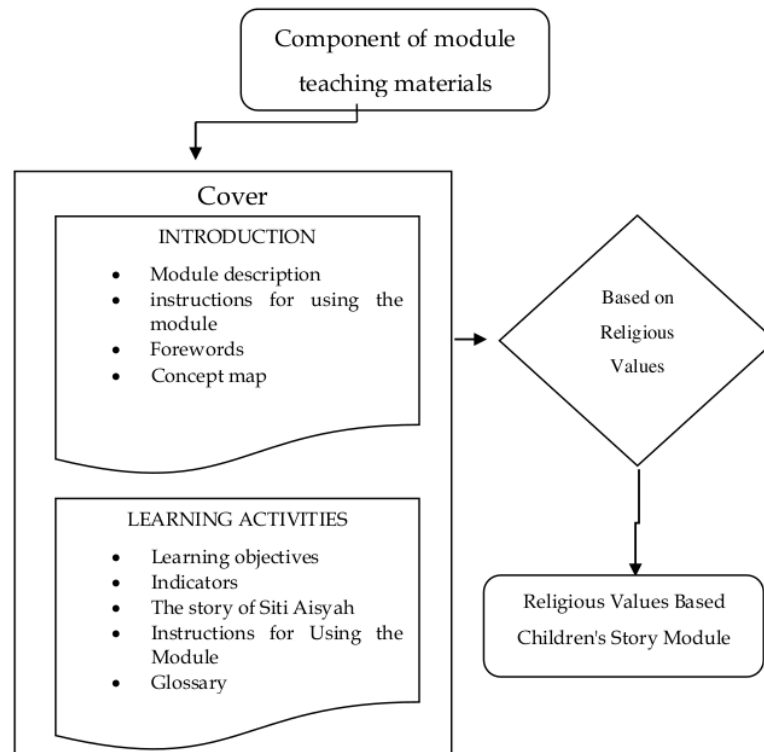 Component of module
teaching materials
Cover
INTRODUCTION
• Module description
• instructions for using the
module
• Forewords
• Concept map
LEARNING ACTIVITIES
• Learning objectives
• Indicators
• The story of Siti Aisyah
• Instructions for Using the
Module
• Glossary
Based on
Religious
Values
Religious Values Based
Children's Story Module